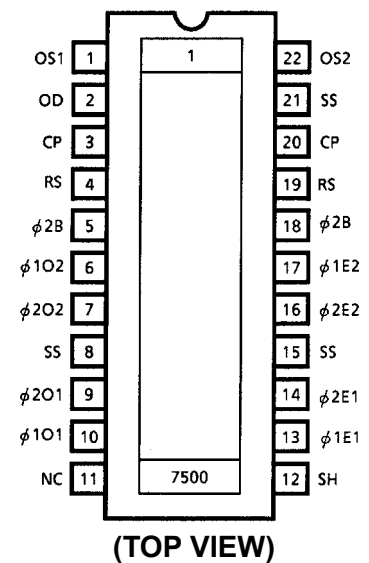 OS1 1 1 22 OS2
OD 2 21 SS
CP 3 20 CP
RS 4 19 RS
ϕ2B 5 18 ϕ2B
ϕ1O2 6 17 ϕ1E2
ϕ2O2 7 16 ϕ2E2
SS 8 15 SS
ϕ2O1 9 14 ϕ2E1
ϕ1O1 10 13 ϕ1E1
NC 11 7500 12 SH
(TOP VIEW)